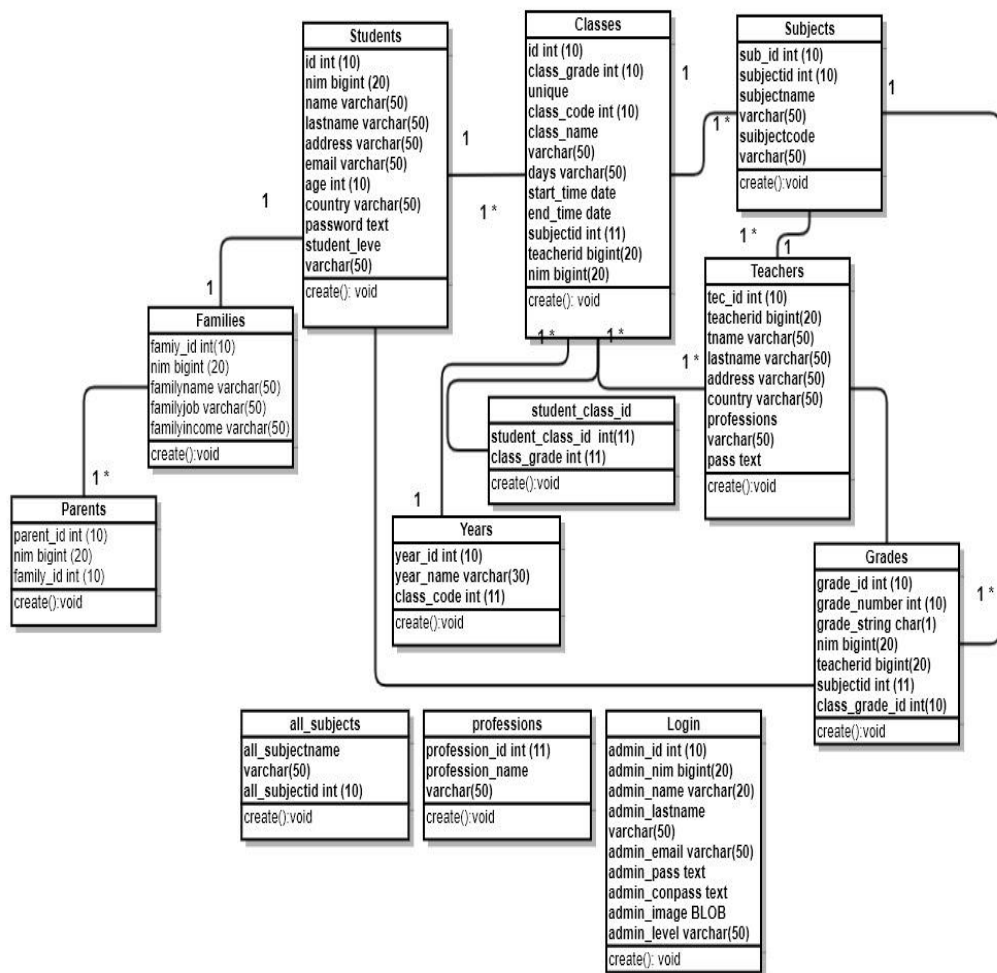 Students
id int (10)
nim bigint (20)
name varchar(50)
lastname varchar(50)
address varchar(50)
email varchar(50)
age int (10)
country varchar(50)
password text
student_leve
varchar(50)
create(): void
Classes
id int (10)
class_grade int (10)
unique
class_code int (10)
class_name
varchar(50)
days varchar(50)
start_time date
end_time date
subjectid int (11)
teacherid bigint(20)
nim bigint(20)
create(): void
Subjects
sub_id int (10)
subjectid int (10)
subjectname
varchar(50)
suibjectcode
varchar(50)
create():void
1
1
1 *
1
1 *
1
1
1 *
1
Families
famiy_id int(10)
nim bigint (20)
familyname varchar(50)
familyjob varchar(50)
familyincome varchar(50)
create():void
Teachers
tec_id int (10)
teacherid bigint(20)
tname varchar(50)
lastname varchar(50)
address varchar(50)
country varchar(50)
professions
varchar(50)
pass text
create():void
1 *
1 *
1 *
student_class_id
student_class_id int(11)
class_grade int (11)
create():void
1 *
Parents
parent_id int (10)
nim bigint (20)
family_id int (10)
create():void
1
Years
year_id int (10)
year_name varchar(30)
class_code int (11)
create():void
Grades
grade_id int (10)
grade_number int (10)
grade_string char(1)
nim bigint(20)
teacherid bigint(20)
subjectid int (11)
class_grade_id int(10)
create():void
1 *
all_subjects
all_subjectname
varchar(50)
all_subjectid int (10)
create():void
professions
profession_id int (11)
profession_name
varchar(50)
create():void
Login
admin_id int (10)
admin_nim bigint(20)
admin_name varchar(20)
admin_lastname
varchar(50)
admin_email varchar(50)
admin_pass text
admin_conpass text
admin_image BLOB
admin_level varchar(50)
create(): void